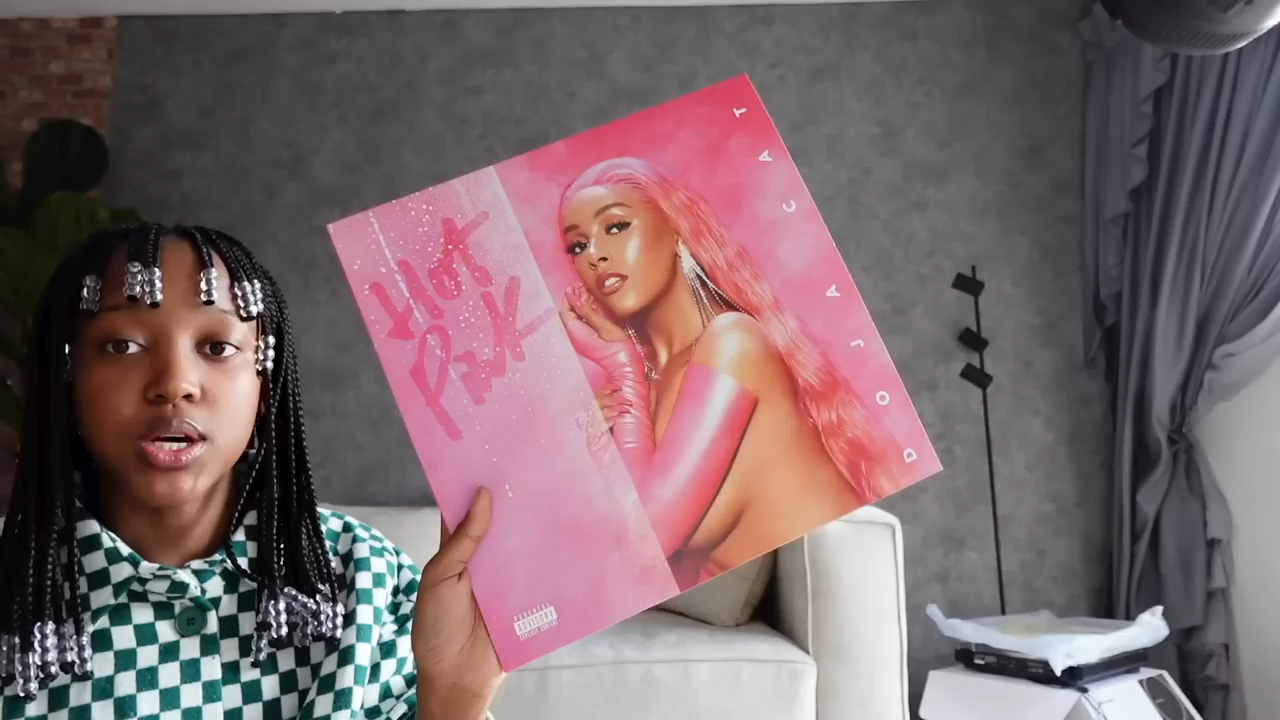 Hot
Pink
DOJA CAT
PARENTAL
ADVISORY
EXPLICIT CONTENT